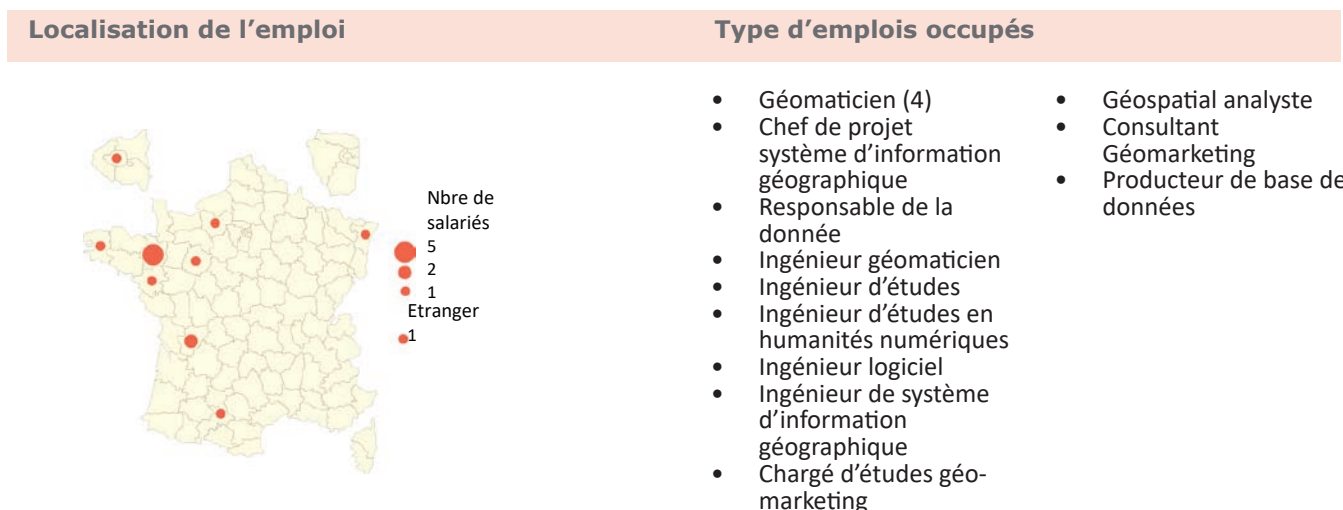 Localisation de l’emploi
Nbre de
salariés
5
2
1
Etranger
1
Type d’emplois occupés
• Géomaticien (4)
• Chef de projet
système d’information
géographique
• Responsable de la
donnée
• Ingénieur géomaticien
• Ingénieur d’études
• Ingénieur d’études en
humanités numériques
• Ingénieur logiciel
• Ingénieur de système
d’information
géographique
• Chargé d’études géo-
marketing
• Géospatial analyste
• Consultant
Géomarketing
• Producteur de base de
données